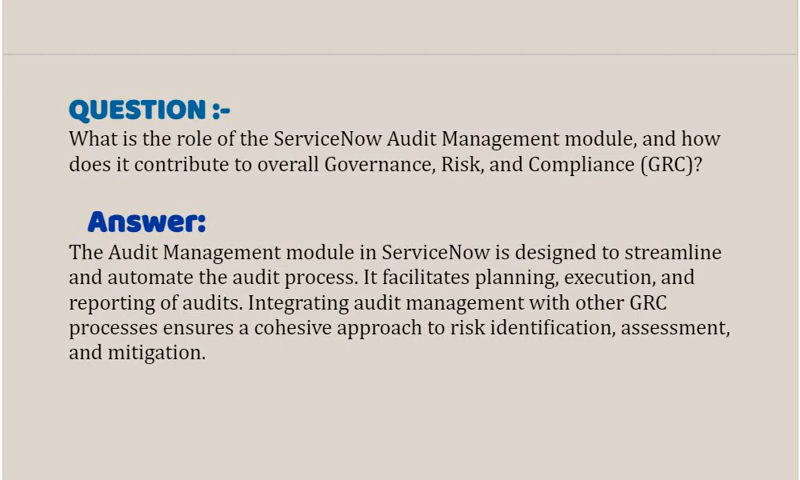 QUESTION :-
What is the role of the ServiceNow Audit Management module, and how
does it contribute to overall Governance, Risk, and Compliance (GRC)?
Answer:
The Audit Management module in ServiceNow is designed to streamline
and automate the audit process. It facilitates planning, execution, and
reporting of audits. Integrating audit management with other GRC
processes ensures a cohesive approach to risk identification, assessment,
and mitigation.